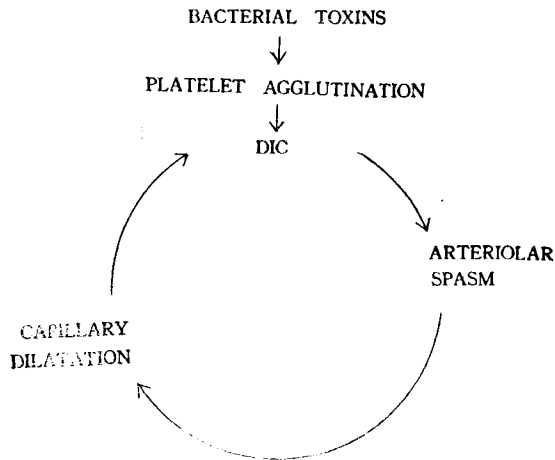 BACTERIAL TOXINS
PLATELET AGGLUTINATION
DIC
ARTERIOLAR
SPASM
CAPILLARY
DILATATION